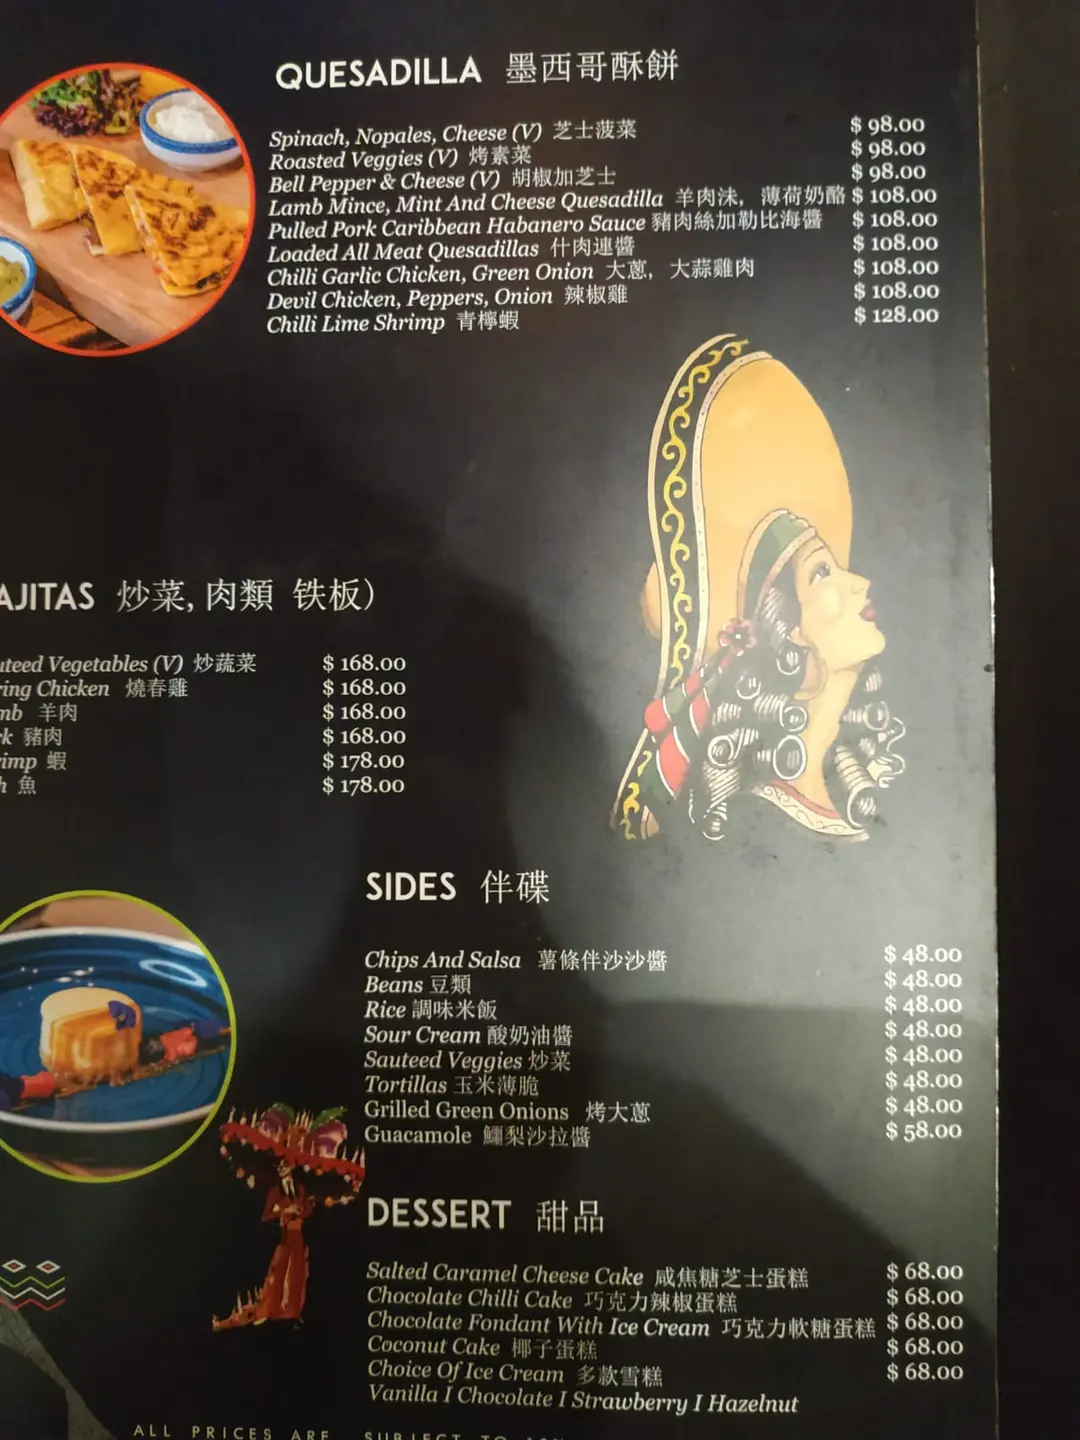 QUESADILLA 墨西哥酥餅
Spinach, Nopales, Cheese (V) 芝士菠菜 $ 98.00
Roasted Veggies (V) 烤素菜 $ 98.00
Bell Pepper & Cheese (V) 胡椒加芝士 $ 98.00
Lamb Mince, Mint And Cheese Quesadilla 羊肉沬，薄荷奶酪 $ 108.00
Pulled Pork Caribbean Habanero Sauce 豬肉絲加勒比海醬 $ 108.00
Loaded All Meat Quesadillas 什肉連醬 $ 108.00
Chilli Garlic Chicken, Green Onion 大蔥，大蒜雞肉 $ 108.00
Devil Chicken, Peppers, Onion 辣椒雞 $ 108.00
Chilli Lime Shrimp 青檸蝦 $ 128.00
AJITAS 炒菜, 肉類 铁板)
uteed Vegetables (V) 炒蔬菜 $ 168.00
ring Chicken 燒春雞 $ 168.00
mb 羊肉 $ 168.00
rk 豬肉 $ 168.00
rimp 蝦 $ 178.00
h 魚 $ 178.00
SIDES 伴碟
Chips And Salsa 薯條伴沙沙醬 $ 48.00
Beans 豆類 $ 48.00
Rice 調味米飯 $ 48.00
Sour Cream 酸奶油醬 $ 48.00
Sauteed Veggies 炒菜 $ 48.00
Tortillas 玉米薄脆 $ 48.00
Grilled Green Onions 烤大蔥 $ 48.00
Guacamole 鱷梨沙拉醬 $ 58.00
DESSERT 甜品
Salted Caramel Cheese Cake 咸焦糖芝士蛋糕 $ 68.00
Chocolate Chilli Cake 巧克力辣椒蛋糕 $ 68.00
Chocolate Fondant With Ice Cream 巧克力軟糖蛋糕 $ 68.00
Coconut Cake 椰子蛋糕 $ 68.00
Choice Of Ice Cream 多款雪糕 $ 68.00
Vanilla I Chocolate I Strawberry I Hazelnut
ALL PRICES ARE SUBJECT TO